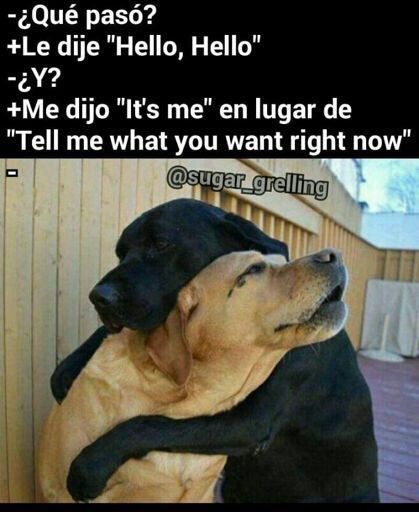 -¿Qué pasó?
+Le dije "Hello, Hello"
-¿Y?
+Me dijo "It's me" en lugar de
"Tell me what you want right now"
-
@sugar_grelling